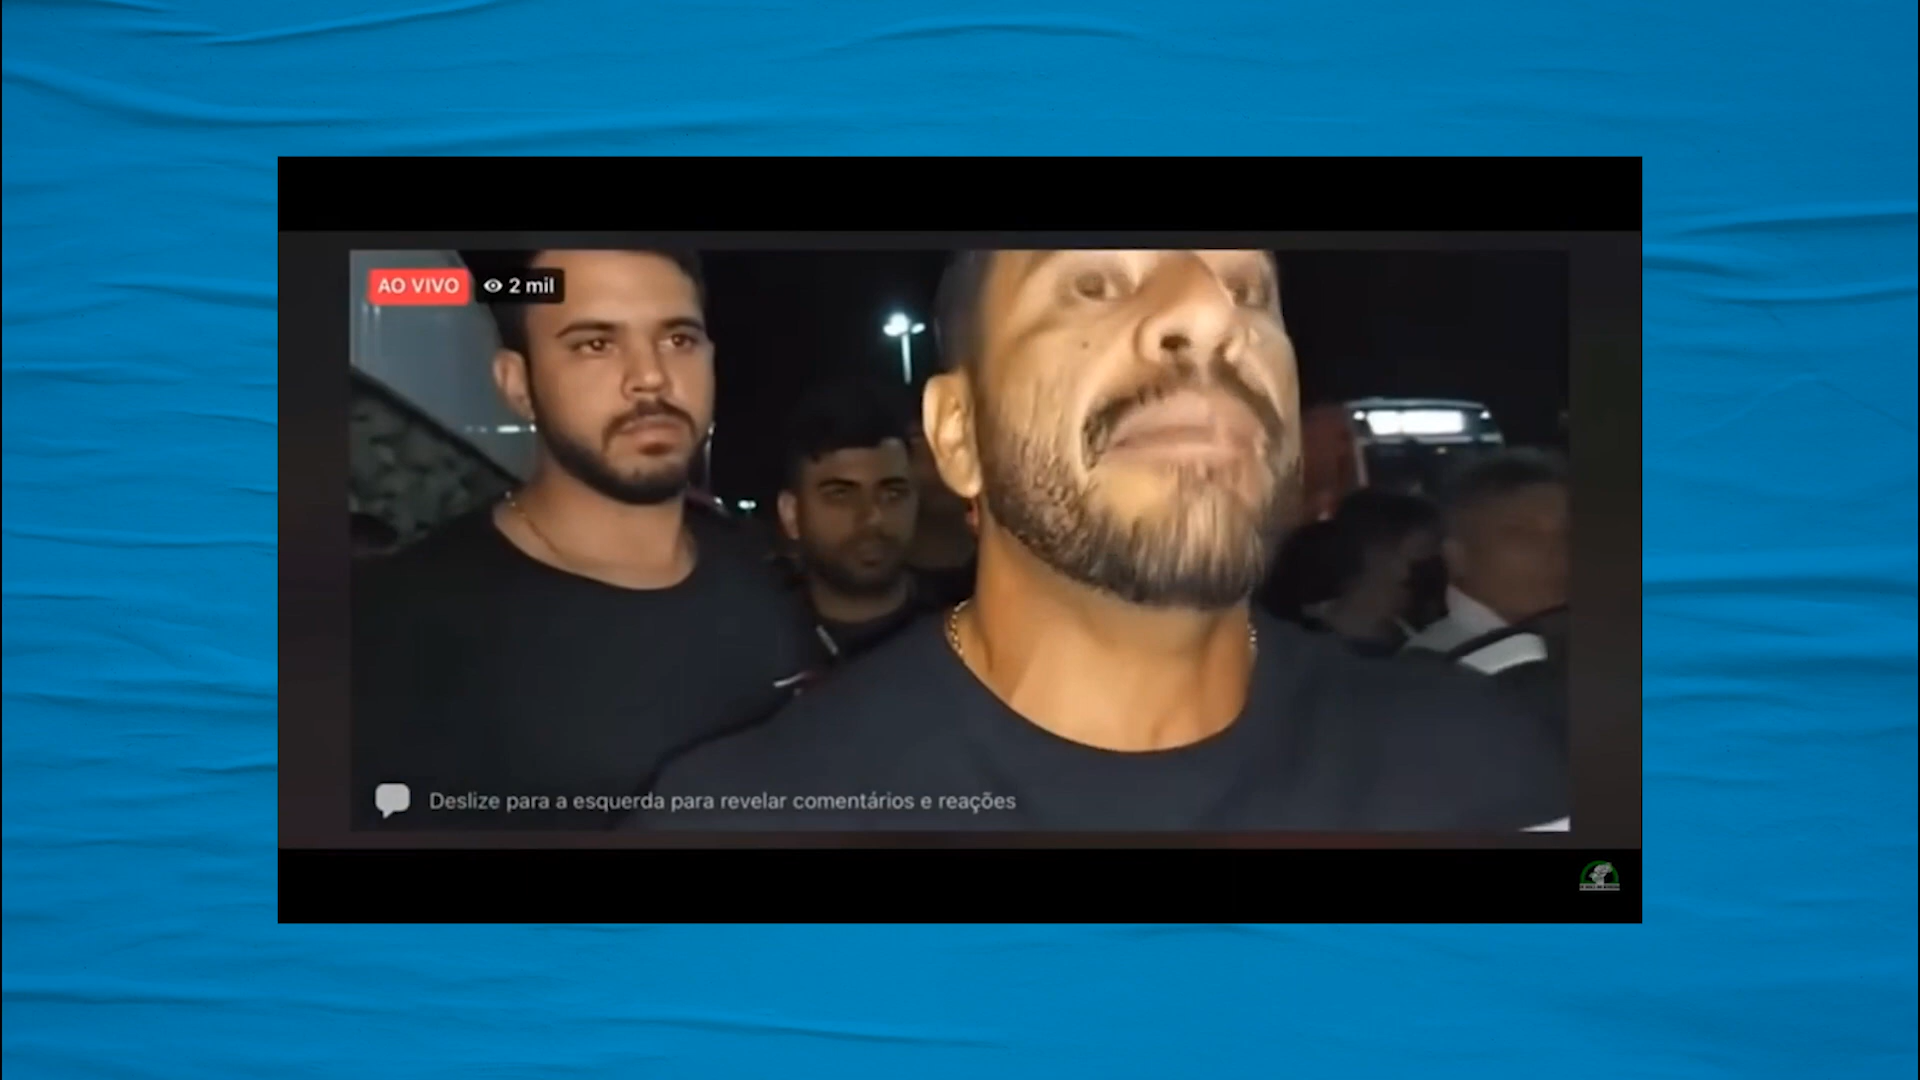 AO VIVO 2 mil
Deslize para a esquerda para revelar comentários e reações